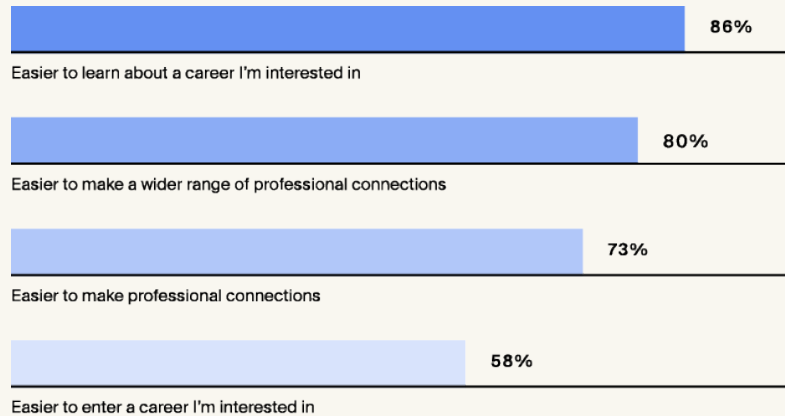 86%
Easier to learn about a career I'm interested in
80%
Easier to make a wider range of professional connections
73%
Easier to make professional connections
58%
Easier to enter a career I'm interested in